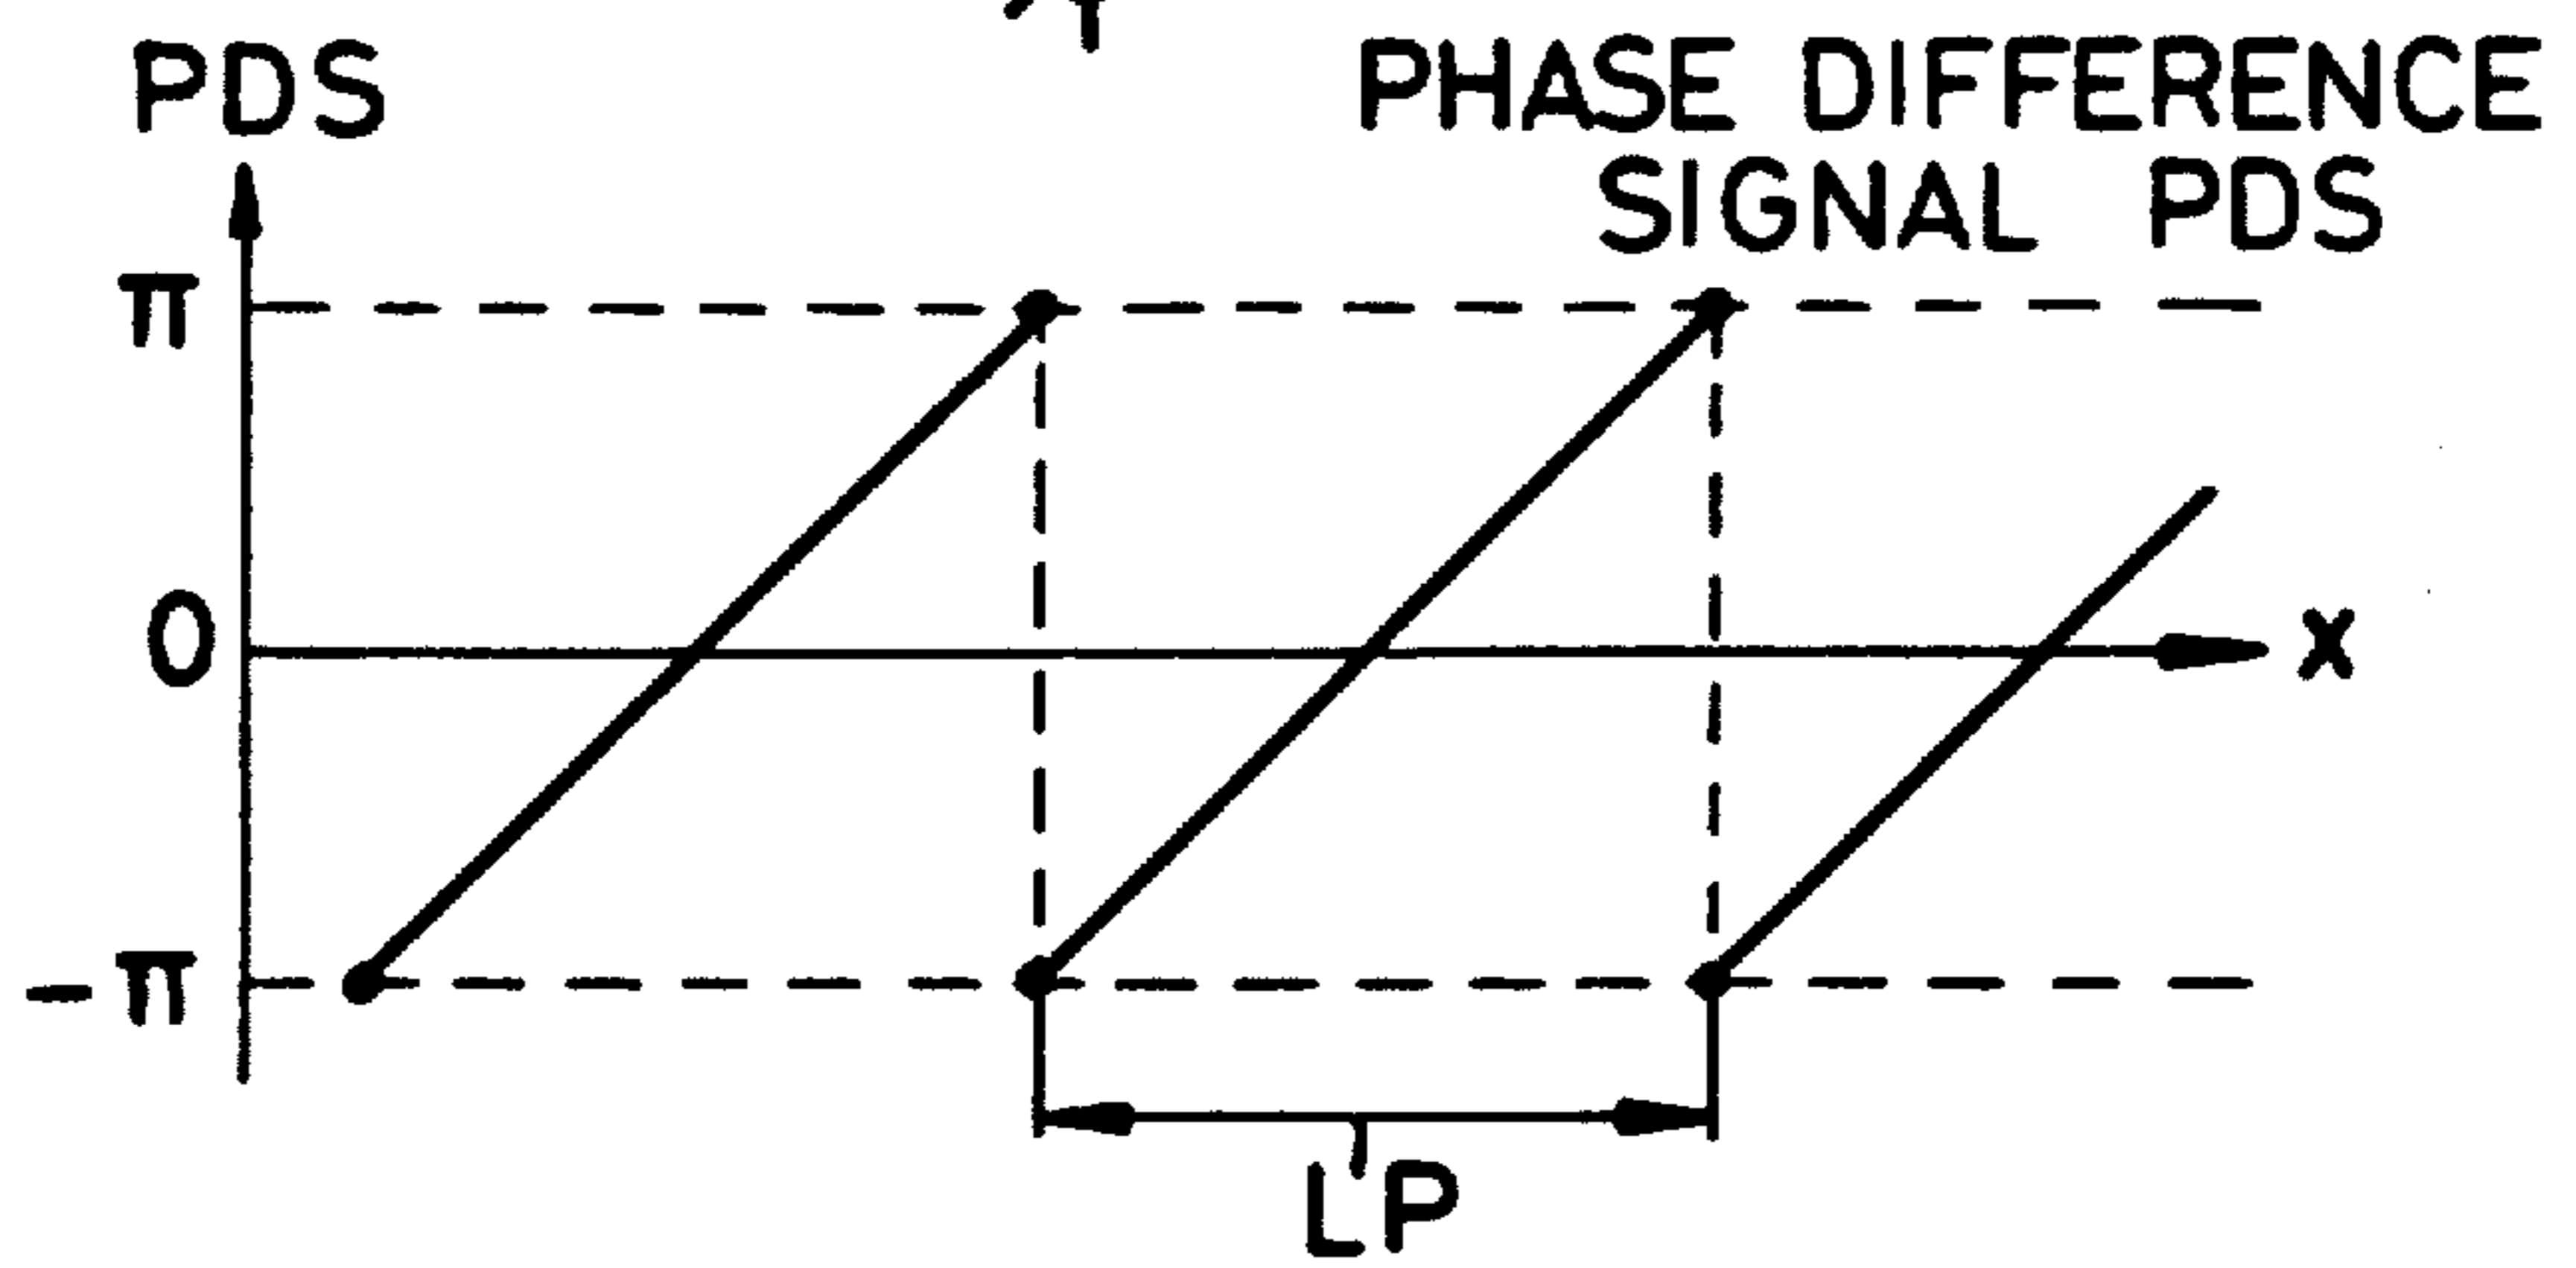 PDS
PHASE DIFFERENCE
SIGNAL PDS
π
0
x
-π
LP